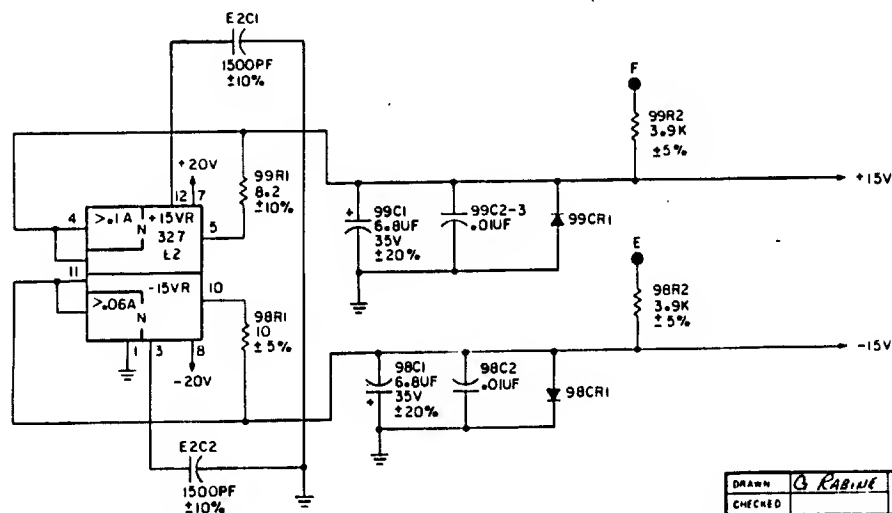 E2C1
1500PF
±10%
F
99R2
3.9K
±5%
+20V
12 7
99R1
8.2
±10%
+15V
4
>.1A
N
+15VR
327
E2
5
99C1
6.8UF
35V
±20%
+
99C2-3
.01UF
99CR1
11
-15VR
10
>.06A
N
E
98R2
3.9K
±5%
98R1
10
±5%
1 3 8
-20V
-15V
98C1
6.8UF
35V
±20%
+
98C2
.01UF
98CR1
E2C2
1500PF
±10%
DRAWN G RABINE
CHECKED